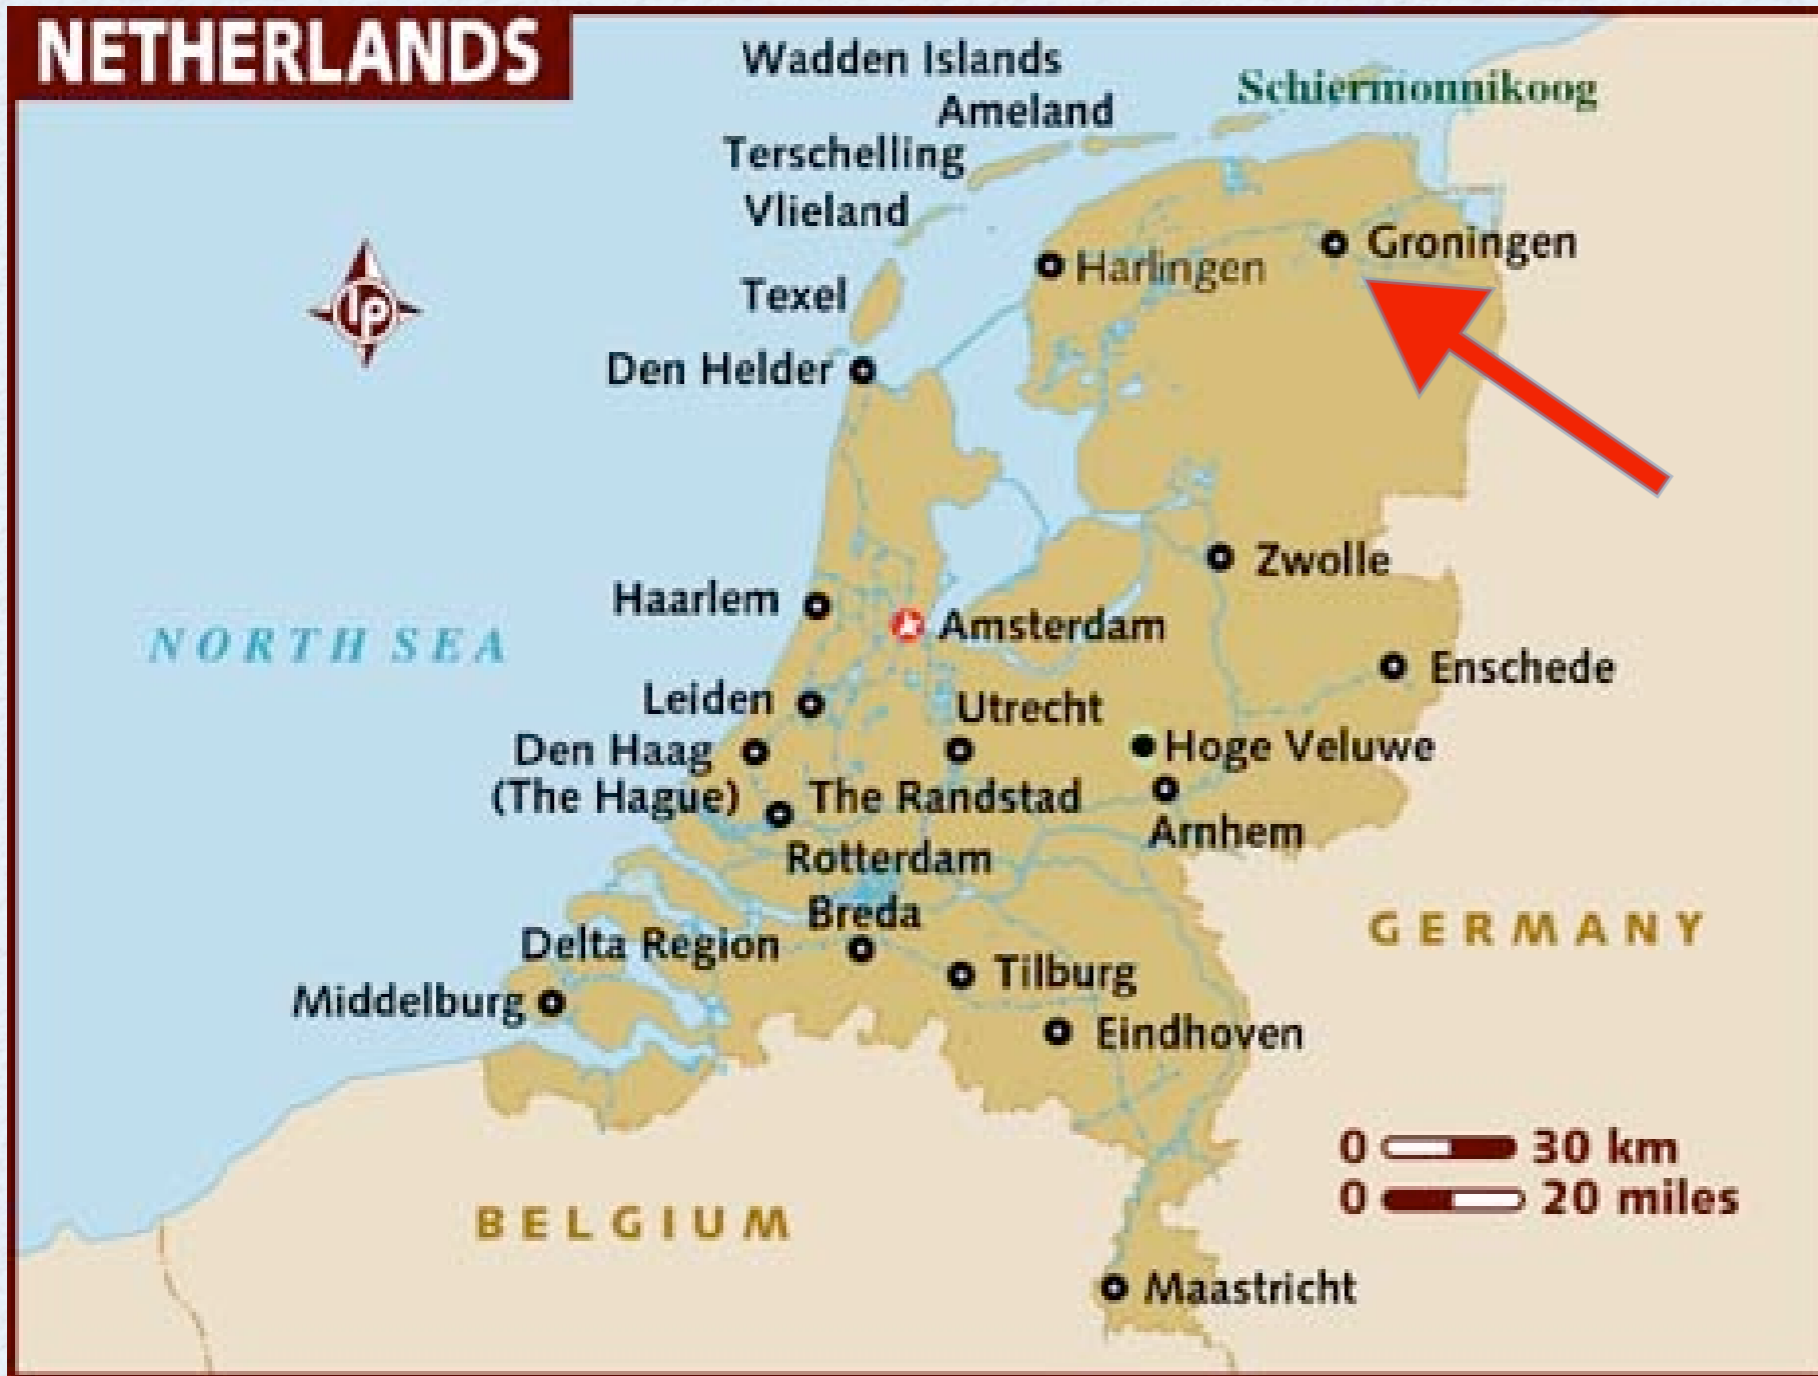 NETHERLANDS
Wadden Islands
Schiermonnikoog
Ameland
Terschelling
Vlieland
Groningen
Harlingen
Texel
lp
Den Helder
Zwolle
Haarlem
Amsterdam
NORTH SEA
Enschede
Leiden
Utrecht
Den Haag
(The Hague)
Hoge Veluwe
The Randstad
Arnhem
Rotterdam
Breda
GERMANY
Delta Region
Tilburg
Middelburg
Eindhoven
0 30 km
0 20 miles
BELGIUM
Maastricht